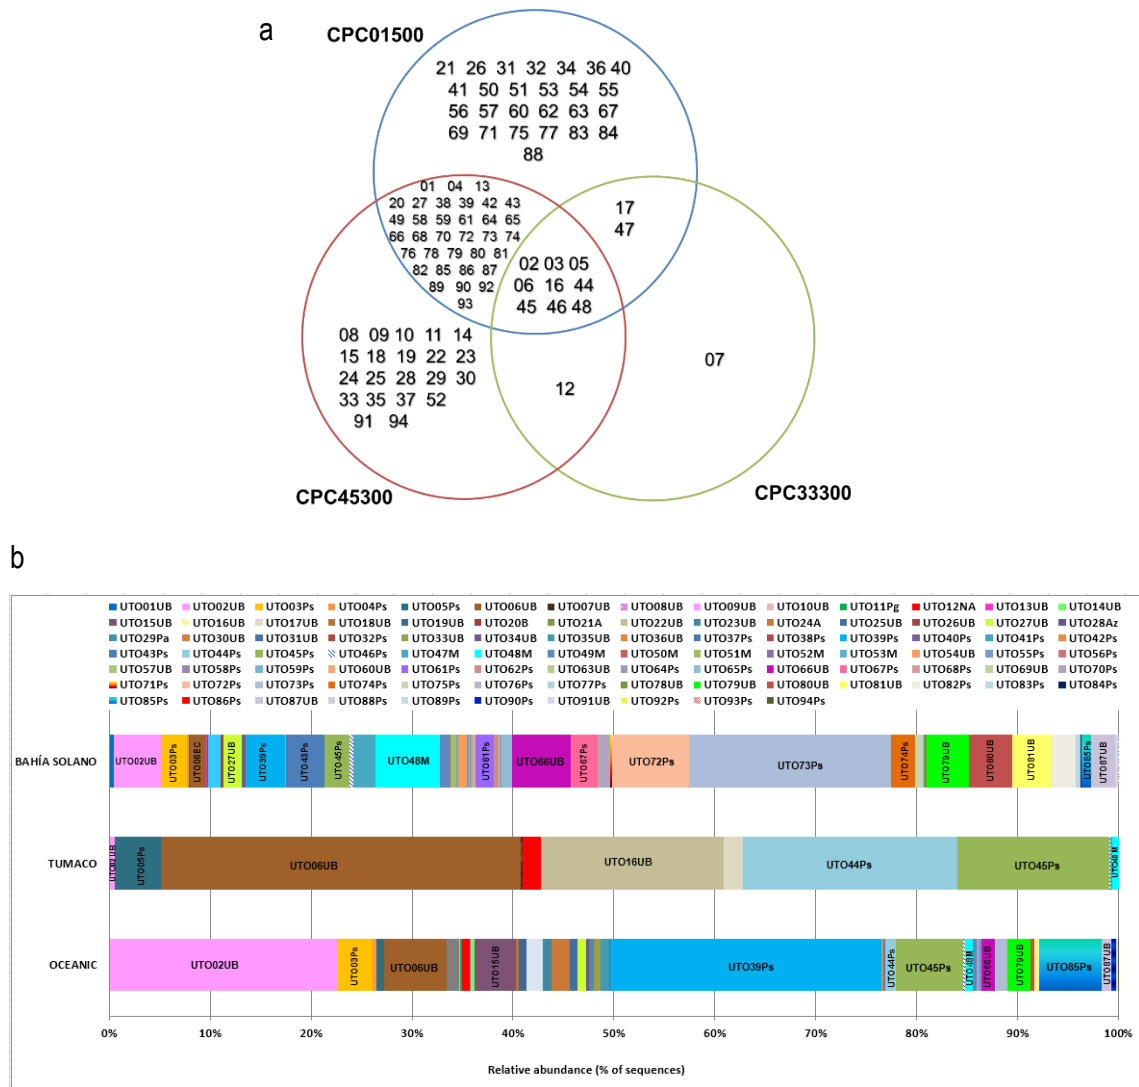 a
CPC01500
21 26 31 32 34 36 40
41 50 51 53 54 55
56 57 60 62 63 67
69 71 75 77 83 84
88
01 04 13
20 27 38 39 42 43
49 58 59 61 64 65
66 68 70 72 73 74
76 78 79 80 81
82 85 86 87
89 90 92
93
17
47
02 03 05
06 16 44
45 46 48
08 09 10 11 14
15 18 19 22 23
24 25 28 29 30
33 35 37 52
91 94
12
07
CPC45300
CPC33300
b
UTO01UB UTO02UB UTO03Ps UTO04Ps UTO05Ps UTO06UB UTO07UB UTO08UB UTO09UB UTO10UB UTO11Pg UTO12NA UTO13UB UTO14UB
UTO15UB UTO16UB UTO17UB UTO18UB UTO19UB UTO20B UTO21A UTO22UB UTO23UB UTO24A UTO25UB UTO26UB UTO27UB UTO28Az
UTO29Pa UTO30UB UTO31UB UTO32Ps UTO33UB UTO34UB UTO35UB UTO36UB UTO37Ps UTO38Ps UTO39Ps UTO40Ps UTO41Ps UTO42Ps
UTO43Ps UTO44Ps UTO45Ps UTO46Ps UTO47M UTO48M UTO49M UTO50M UTO51M UTO52M UTO53M UTO54UB UTO55Ps UTO56Ps
UTO57UB UTO58Ps UTO59Ps UTO60UB UTO61Ps UTO62Ps UTO63UB UTO64Ps UTO65Ps UTO66UB UTO67Ps UTO68Ps UTO69UB UTO70Ps
UTO71Ps UTO72Ps UTO73Ps UTO74Ps UTO75Ps UTO76Ps UTO77Ps UTO78UB UTO79UB UTO80UB UTO81UB UTO82Ps UTO83Ps UTO84Ps
UTO85Ps UTO86Ps UTO87UB UTO88Ps UTO89Ps UTO90Ps UTO91UB UTO92Ps UTO93Ps UTO94Ps
BAHÍA SOLANO
UTO02UB UTO03Ps UTO06EC UTO27UB UTO39Ps UTO43Ps UTO45Ps UTO48M UTO61Ps UTO66UB UTO67Ps UTO72Ps UTO73Ps UTO74Ps UTO79UB UTO80UB UTO81UB UTO85Ps UTO87UB
TUMACO
UTO02UB UTO05Ps UTO06UB UTO16UB UTO44Ps UTO45Ps UTO48M
OCEANIC
UTO02UB UTO03Ps UTO06UB UTO15UB UTO39Ps UTO44Ps UTO45Ps UTO48M UTO66UB UTO79UB UTO85Ps UTO87UB
0% 10% 20% 30% 40% 50% 60% 70% 80% 90% 100%
Relative abundance (% of sequences)